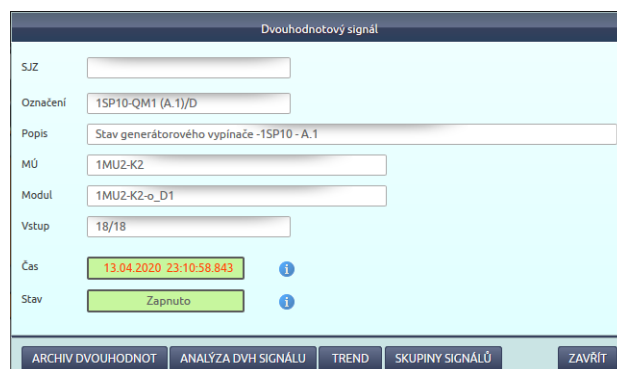 Dvouhodnotový signál
SJZ
Označení 1SP10-QM1 (A.1)/D
Popis Stav generátorového vypínače -1SP10 - A.1
MÚ 1MU2-K2
Modul 1MU2-K2-o_D1
Vstup 18/18
Čas 13.04.2020 23:10:58.843
Stav Zapnuto
ARCHIV DVOUHODNOT ANALÝZA DVH SIGNÁLU TREND SKUPINY SIGNÁLŮ ZAVŘÍT